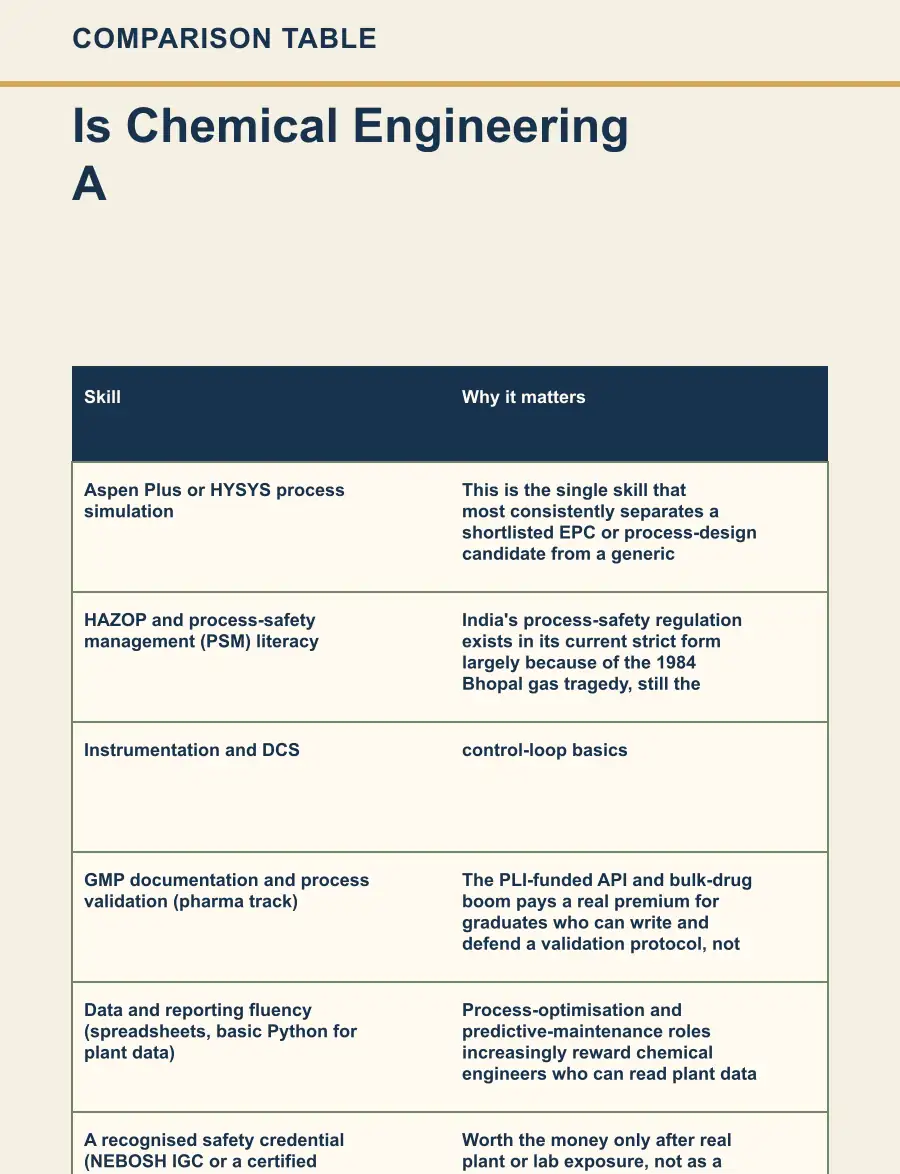 COMPARISON TABLE
Is Chemical Engineering
A
Skill
Why it matters
Aspen Plus or HYSYS process
simulation
This is the single skill that
most consistently separates a
shortlisted EPC or process-design
candidate from a generic
HAZOP and process-safety
management (PSM) literacy
India's process-safety regulation
exists in its current strict form
largely because of the 1984
Bhopal gas tragedy, still the
Instrumentation and DCS
control-loop basics
GMP documentation and process
validation (pharma track)
The PLI-funded API and bulk-drug
boom pays a real premium for
graduates who can write and
defend a validation protocol, not
Data and reporting fluency
(spreadsheets, basic Python for
plant data)
Process-optimisation and
predictive-maintenance roles
increasingly reward chemical
engineers who can read plant data
A recognised safety credential
(NEBOSH IGC or a certified
Worth the money only after real
plant or lab exposure, not as a